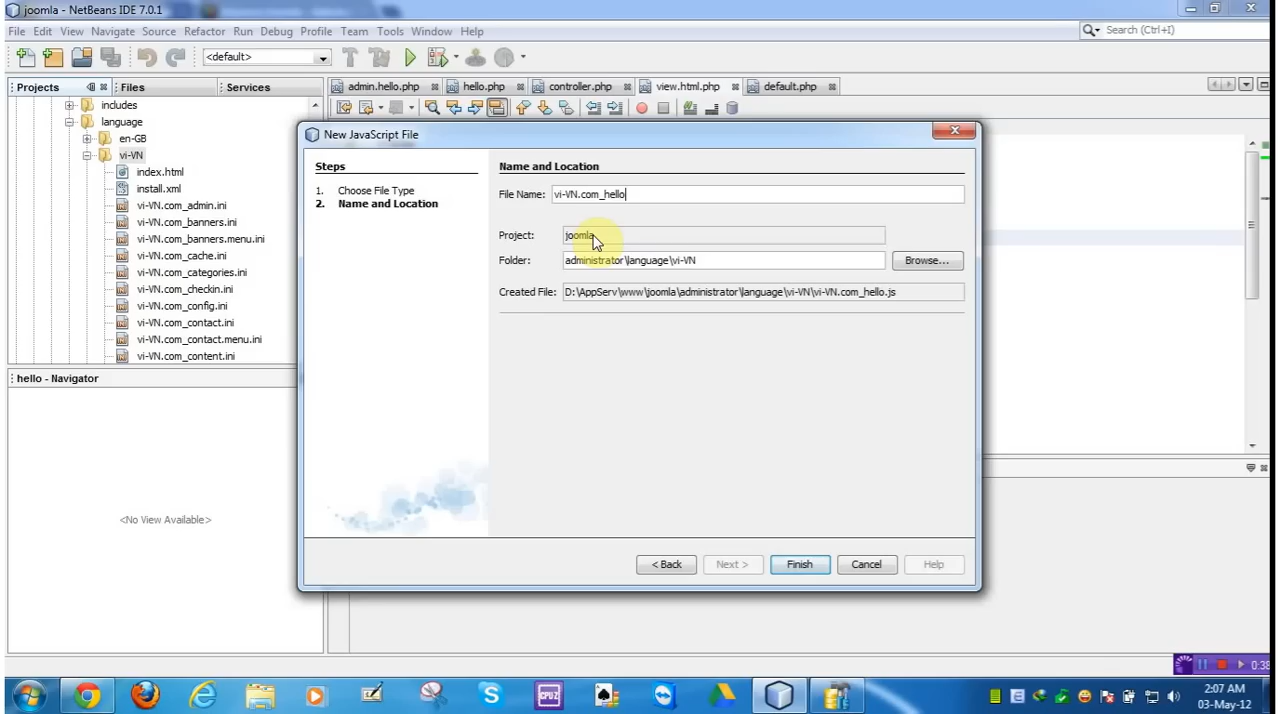 joomla - NetBeans IDE 7.0.1
File Edit View Navigate Source Refactor Run Debug Profile Team Tools Window Help
Search (Ctrl+I)
<default>
Projects Files Services
admin.hello.php hello.php controller.php view.html.php default.php
includes
language
en-GB
vi-VN
index.html
install.xml
vi-VN.com_admin.ini
vi-VN.com_banners.ini
vi-VN.com_banners.menu.ini
vi-VN.com_cache.ini
vi-VN.com_categories.ini
vi-VN.com_checkin.ini
vi-VN.com_config.ini
vi-VN.com_contact.ini
vi-VN.com_contact.menu.ini
vi-VN.com_content.ini
hello - Navigator
<No View Available>
New JavaScript File
Steps
1. Choose File Type
2. Name and Location
Name and Location
File Name: vi-VN.com_hello
Project: joomla
Folder: administrator\language\vi-VN
Browse...
Created File: D:\AppServ\www\joomla\administrator\language\vi-VN\vi-VN.com_hello.js
< Back Next > Finish Cancel Help
0:38
CPUZ
2:07 AM
03-May-12